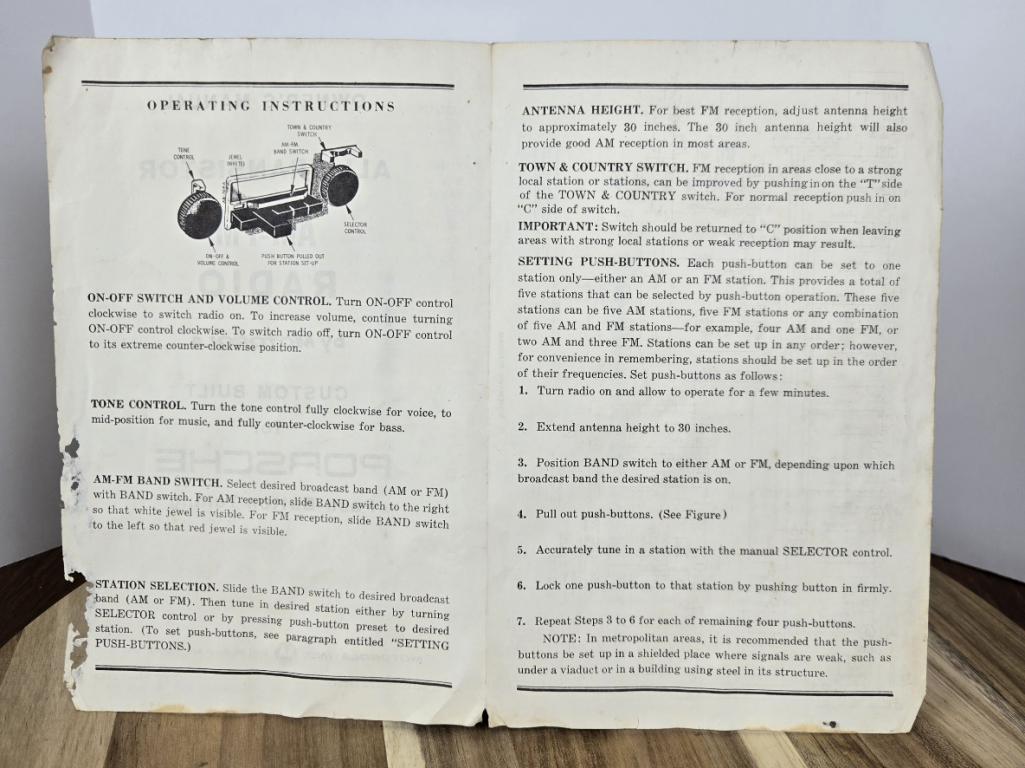 OPERATING INSTRUCTIONS
TOWN & COUNTRY
SWITCH
AM-FM
BAND SWITCH
TONE
CONTROL
JEWEL
(WHITE)
SELECTOR
CONTROL
ON-OFF &
VOLUME CONTROL
PUSH BUTTON PULLED OUT
FOR STATION SET-UP
ON-OFF SWITCH AND VOLUME CONTROL. Turn ON-OFF control
clockwise to switch radio on. To increase volume, continue turning
ON-OFF control clockwise. To switch radio off, turn ON-OFF control
to its extreme counter-clockwise position.
TONE CONTROL. Turn the tone control fully clockwise for voice, to
mid-position for music, and fully counter-clockwise for bass.
AM-FM BAND SWITCH. Select desired broadcast band (AM or FM)
with BAND switch. For AM reception, slide BAND switch to the right
so that white jewel is visible. For FM reception, slide BAND switch
to the left so that red jewel is visible.
STATION SELECTION. Slide the BAND switch to desired broadcast
band (AM or FM). Then tune in desired station either by turning
SELECTOR control or by pressing push-button preset to desired
station. (To set push-buttons, see paragraph entitled "SETTING
PUSH-BUTTONS.)
ANTENNA HEIGHT. For best FM reception, adjust antenna height
to approximately 30 inches. The 30 inch antenna height will also
provide good AM reception in most areas.
TOWN & COUNTRY SWITCH. FM reception in areas close to a strong
local station or stations, can be improved by pushing in on the "T" side
of the TOWN & COUNTRY switch. For normal reception push in on
"C" side of switch.
IMPORTANT: Switch should be returned to "C" position when leaving
areas with strong local stations or weak reception may result.
SETTING PUSH-BUTTONS. Each push-button can be set to one
station only—either an AM or an FM station. This provides a total of
five stations that can be selected by push-button operation. These five
stations can be five AM stations, five FM stations or any combination
of five AM and FM stations—for example, four AM and one FM, or
two AM and three FM. Stations can be set up in any order; however,
for convenience in remembering, stations should be set up in the order
of their frequencies. Set push-buttons as follows:
1. Turn radio on and allow to operate for a few minutes.
2. Extend antenna height to 30 inches.
3. Position BAND switch to either AM or FM, depending upon which
broadcast band the desired station is on.
4. Pull out push-buttons. (See Figure)
5. Accurately tune in a station with the manual SELECTOR control.
6. Lock one push-button to that station by pushing button in firmly.
7. Repeat Steps 3 to 6 for each of remaining four push-buttons.
NOTE: In metropolitan areas, it is recommended that the push-
buttons be set up in a shielded place where signals are weak, such as
under a viaduct or in a building using steel in its structure.